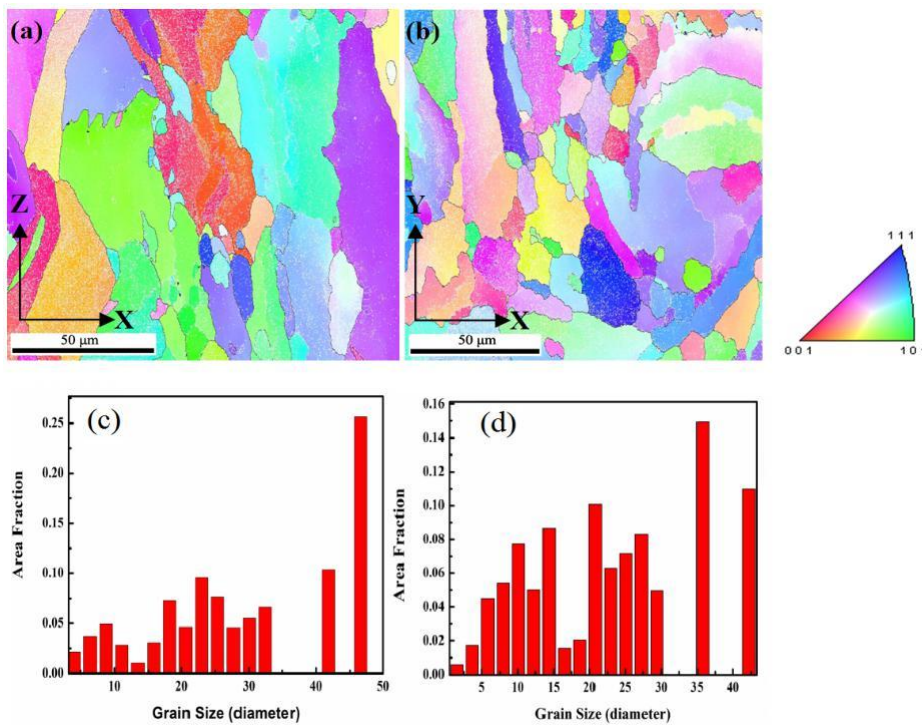 (a)
Z
X
50 μm
(b)
Y
X
50 μm
1 1 1
0 0 1
1 0
(c)
Area Fraction
0.25
0.20
0.15
0.10
0.05
0.00
10
20
30
40
50
Grain Size (diameter)
(d)
Area Fraction
0.16
0.14
0.12
0.10
0.08
0.06
0.04
0.02
0.00
5
10
15
20
25
30
35
40
Grain Size (diameter)